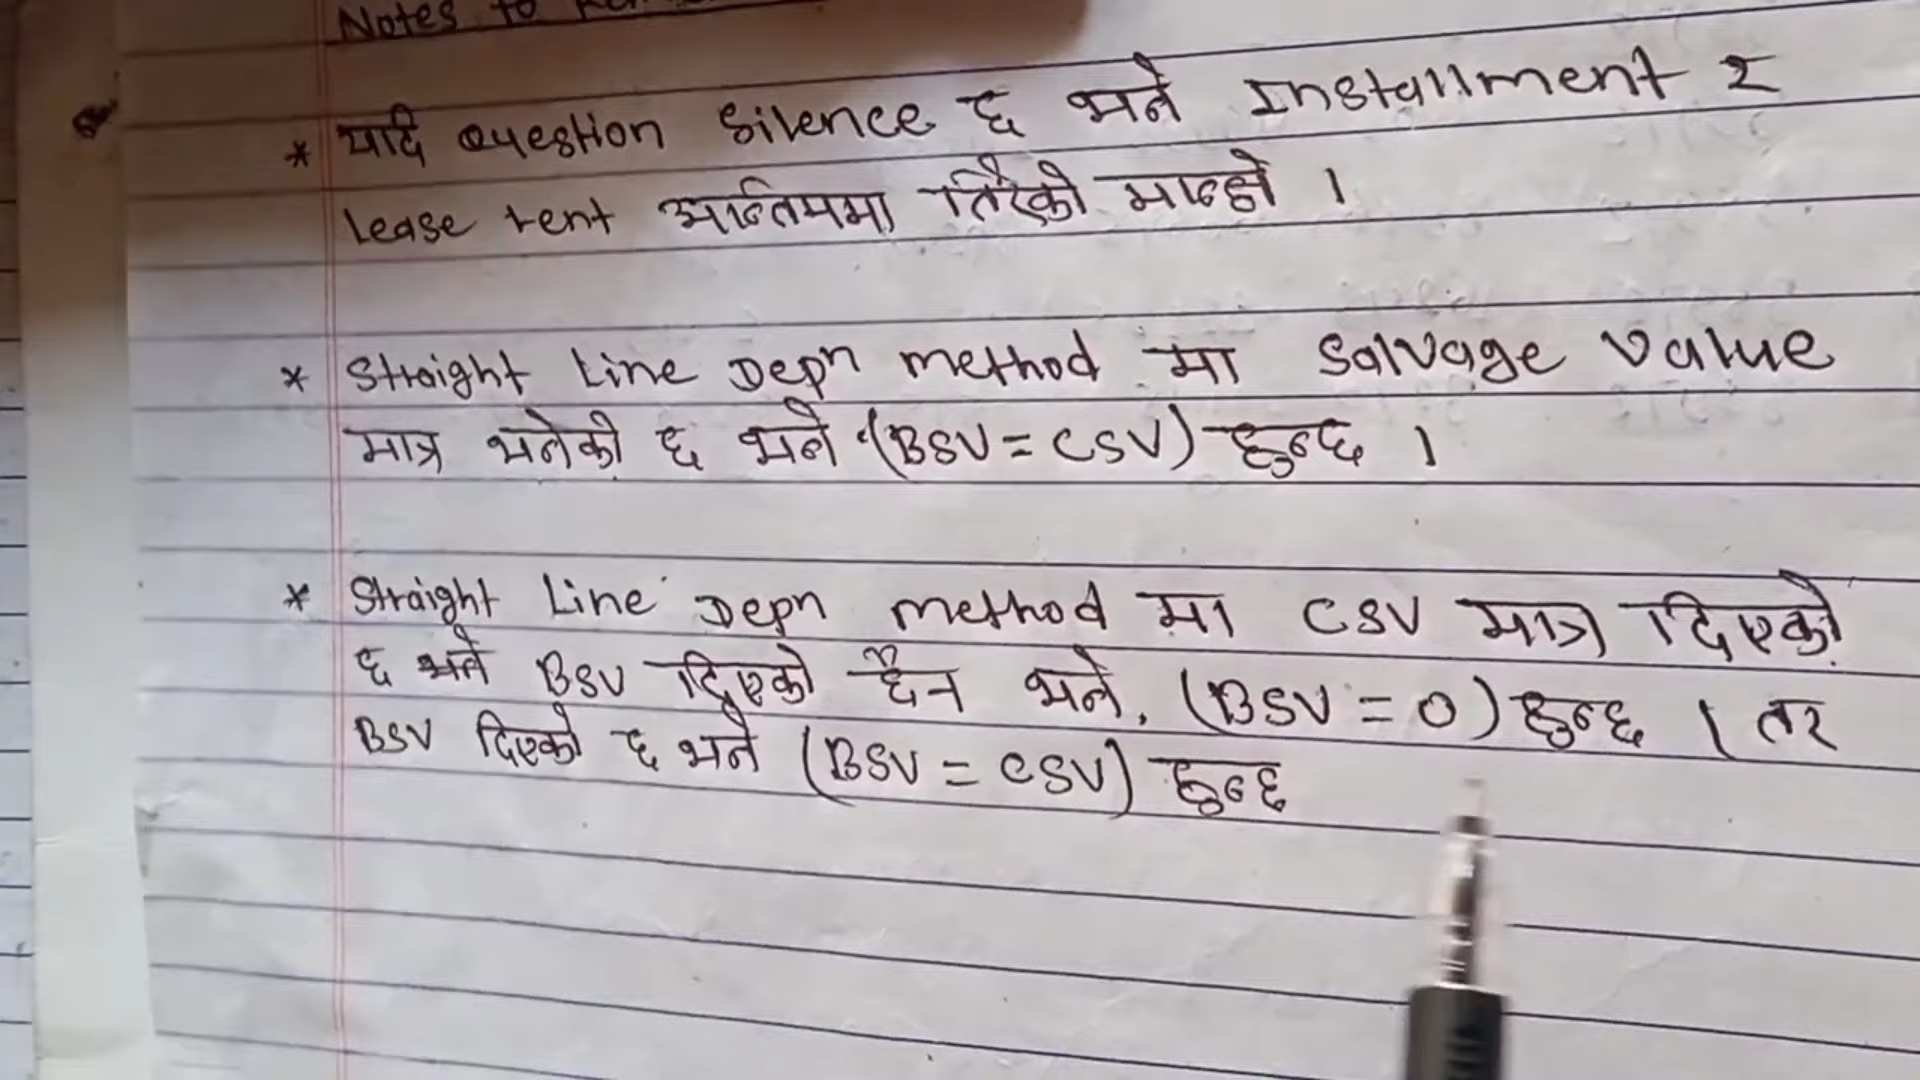 Notes to
* यदि question silence छ भने Installment र
lease rent अन्तिममा तिरेको मान्ने ।
* Straight Line Depn method मा Salvage value
मात्र भनेको छ भने (BSV = CSV) हुन्छ ।
* Straight Line Depn method मा CSV मात्र दिएको
छ भने BSV दिएको छैन भने, (BSV = 0) हुन्छ । तर
BSV दिएको छ भने (BSV = CSV) हुन्छ